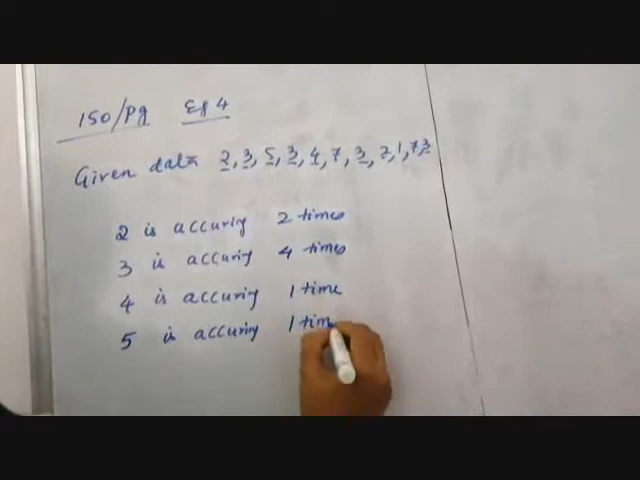 150/Pg Eg 4
Given data 2, 3, 5, 3, 4, 7, 3, 2, 1, 7, 3
2 is accuring 2 times
3 is accuring 4 times
4 is accuring 1 time
5 is accuring 1 tim